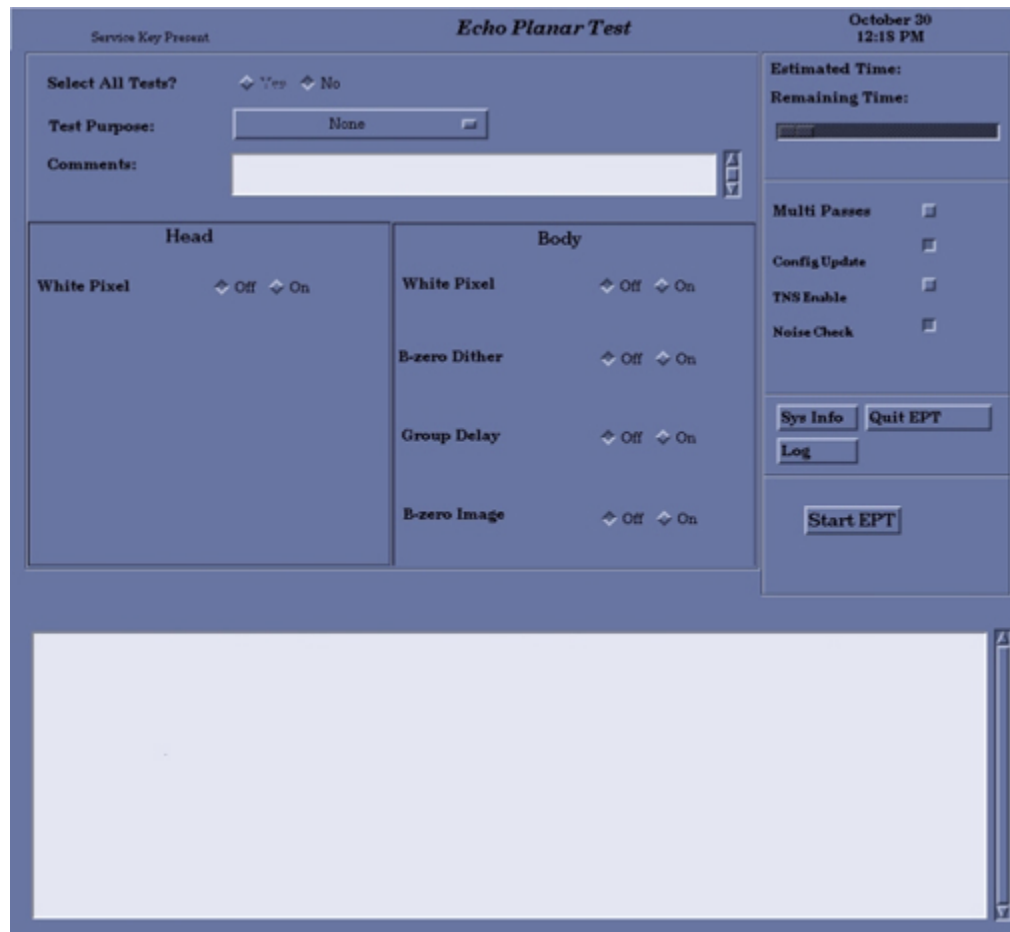 Service Key Present
Echo Planar Test
October 30
12:18 PM
Select All Tests? Yes No
Test Purpose: None
Comments:
Estimated Time:
Remaining Time:
Multi Passes
Config Update
TNS Enable
Noise Check
Head
White Pixel Off On
Body
White Pixel Off On
B-zero Dither Off On
Group Delay Off On
B-zero Image Off On
Sys Info Quit EPT
Log
Start EPT